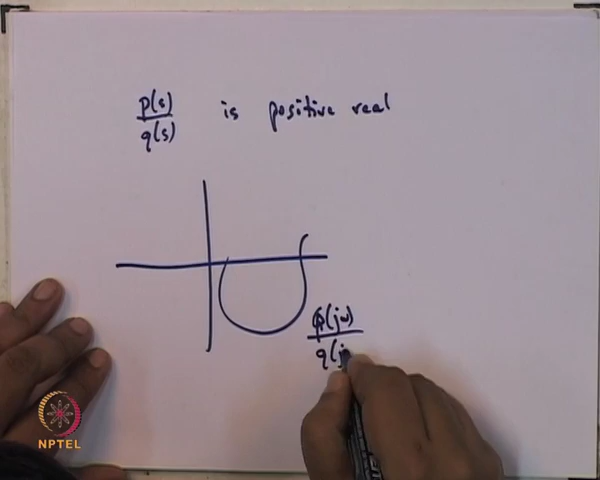 p(s)
q(s)
is positive real
p(jω)
q(j
NPTEL